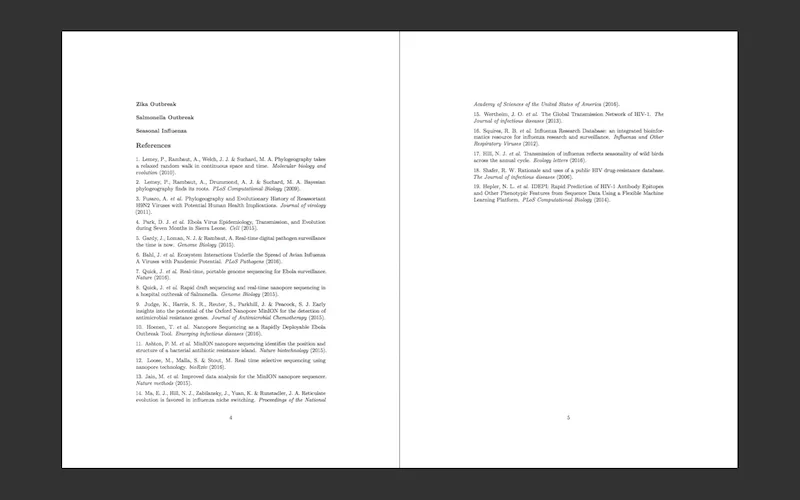 Zika Outbreak
Salmonella Outbreak
Seasonal Influenza
References
1. Lemey, P., Rambaut, A., Welch, J. J. & Suchard, M. A. Phylogeography takes
a relaxed random walk in continuous space and time. Molecular biology and
evolution (2010).
2. Lemey, P., Rambaut, A., Drummond, A. J. & Suchard, M. A. Bayesian
phylogeography finds its roots. PLoS Computational Biology (2009).
3. Fusaro, A. et al. Phylogeography and Evolutionary History of Reassortant
H9N2 Viruses with Potential Human Health Implications. Journal of virology
(2011).
4. Park, D. J. et al. Ebola Virus Epidemiology, Transmission, and Evolution
during Seven Months in Sierra Leone. Cell (2015).
5. Gardy, J., Loman, N. J. & Rambaut, A. Real-time digital pathogen surveillance
the time is now. Genome Biology (2015).
6. Bahl, J. et al. Ecosystem Interactions Underlie the Spread of Avian Influenza
A Viruses with Pandemic Potential. PLoS Pathogens (2016).
7. Quick, J. et al. Real-time, portable genome sequencing for Ebola surveillance.
Nature (2016).
8. Quick, J. et al. Rapid draft sequencing and real-time nanopore sequencing in
a hospital outbreak of Salmonella. Genome Biology (2015).
9. Judge, K., Harris, S. R., Reuter, S., Parkhill, J. & Peacock, S. J. Early
insights into the potential of the Oxford Nanopore MinION for the detection of
antimicrobial resistance genes. Journal of Antimicrobial Chemotherapy (2015).
10. Hoenen, T. et al. Nanopore Sequencing as a Rapidly Deployable Ebola
Outbreak Tool. Emerging infectious diseases (2016).
11. Ashton, P. M. et al. MinION nanopore sequencing identifies the position and
structure of a bacterial antibiotic resistance island. Nature biotechnology (2015).
12. Loose, M., Malla, S. & Stout, M. Real time selective sequencing using
nanopore technology. bioRxiv (2016).
13. Jain, M. et al. Improved data analysis for the MinION nanopore sequencer.
Nature methods (2015).
14. Ma, E. J., Hill, N. J., Zabilansky, J., Yuan, K. & Runstadler, J. A. Reticulate
evolution is favored in influenza niche switching. Proceedings of the National
4
Academy of Sciences of the United States of America (2016).
15. Wertheim, J. O. et al. The Global Transmission Network of HIV-1. The
Journal of infectious diseases (2013).
16. Squires, R. B. et al. Influenza Research Database: an integrated bioinfor-
matics resource for influenza research and surveillance. Influenza and Other
Respiratory Viruses (2012).
17. Hill, N. J. et al. Transmission of influenza reflects seasonality of wild birds
across the annual cycle. Ecology letters (2016).
18. Shafer, R. W. Rationale and uses of a public HIV drug-resistance database.
The Journal of infectious diseases (2006).
19. Hepler, N. L. et al. IDEPI: Rapid Prediction of HIV-1 Antibody Epitopes
and Other Phenotypic Features from Sequence Data Using a Flexible Machine
Learning Platform. PLoS Computational Biology (2014).
5